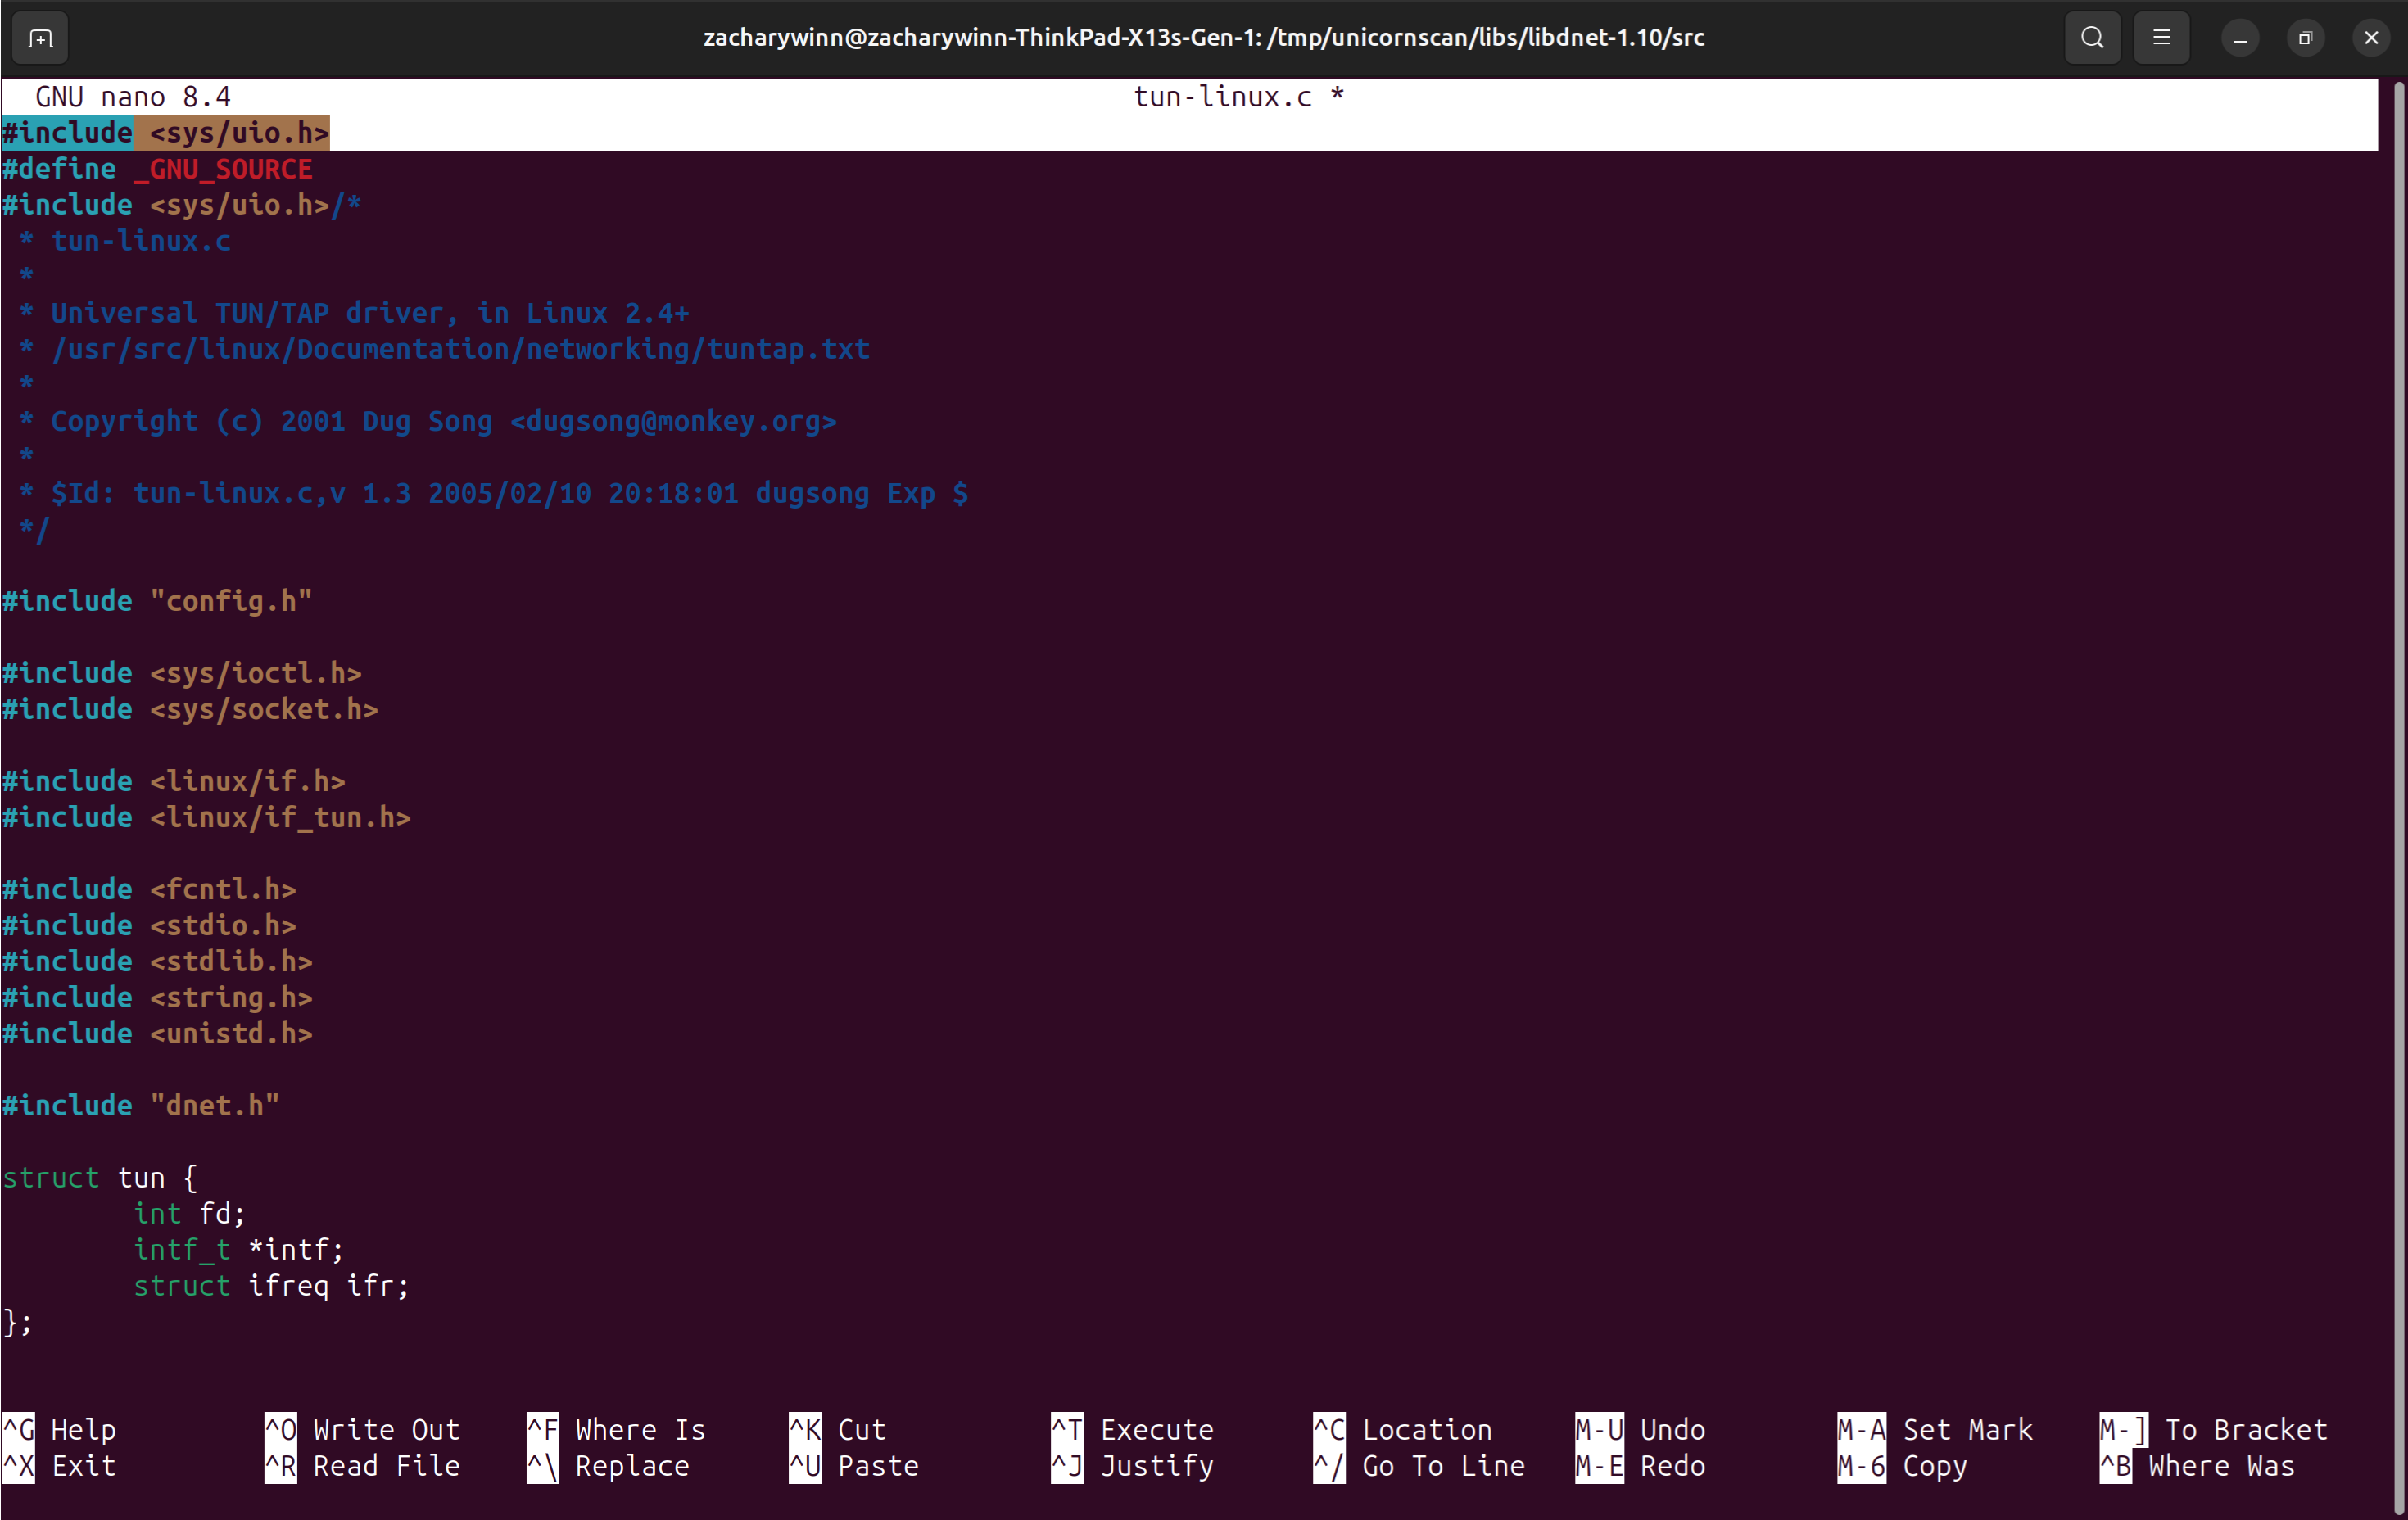 zacharywinn@zacharywinn-ThinkPad-X13s-Gen-1: /tmp/unicornscan/libs/libdnet-1.10/src
GNU nano 8.4 tun-linux.c *
#include <sys/uio.h>
#define _GNU_SOURCE
#include <sys/uio.h>/*
 * tun-linux.c
 *
 * Universal TUN/TAP driver, in Linux 2.4+
 * /usr/src/linux/Documentation/networking/tuntap.txt
 *
 * Copyright (c) 2001 Dug Song <dugsong@monkey.org>
 *
 * $Id: tun-linux.c,v 1.3 2005/02/10 20:18:01 dugsong Exp $
 */
#include "config.h"
#include <sys/ioctl.h>
#include <sys/socket.h>
#include <linux/if.h>
#include <linux/if_tun.h>
#include <fcntl.h>
#include <stdio.h>
#include <stdlib.h>
#include <string.h>
#include <unistd.h>
#include "dnet.h"
struct tun {
        int fd;
        intf_t *intf;
        struct ifreq ifr;
};
^G Help ^O Write Out ^F Where Is ^K Cut ^T Execute ^C Location M-U Undo M-A Set Mark M-] To Bracket
^X Exit ^R Read File ^\ Replace ^U Paste ^J Justify ^/ Go To Line M-E Redo M-6 Copy ^B Where Was